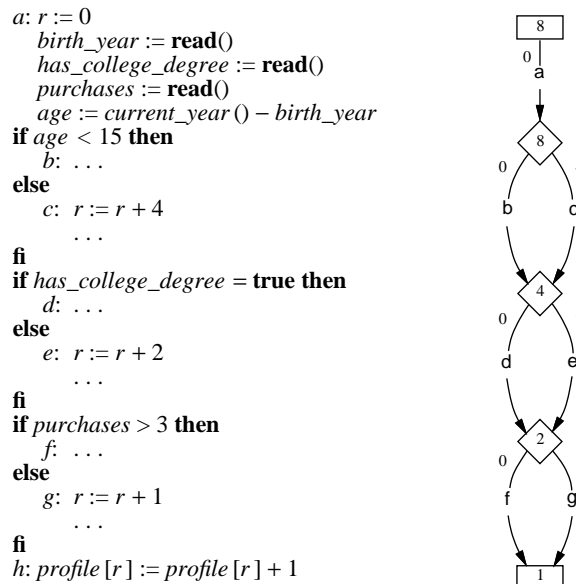 a: r := 0
birth_year := read()
has_college_degree := read()
purchases := read()
age := current_year() − birth_year
if age < 15 then
b: . . .
else
c: r := r + 4
. . .
fi
if has_college_degree = true then
d: . . .
else
e: r := r + 2
. . .
fi
if purchases > 3 then
f: . . .
else
g: r := r + 1
. . .
fi
h: profile [r] := profile [r] + 1
8
0
a
8
0
b c
4
0
d e
2
0
f g
1